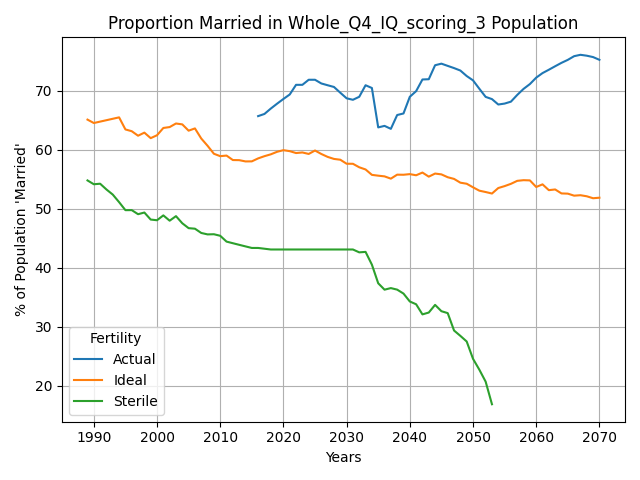 Proportion Married in Whole_Q4_IQ_scoring_3 Population
% of Population 'Married'
70
60
50
40
30
20
Fertility
Actual
Ideal
Sterile
1990 2000 2010 2020 2030 2040 2050 2060 2070
Years